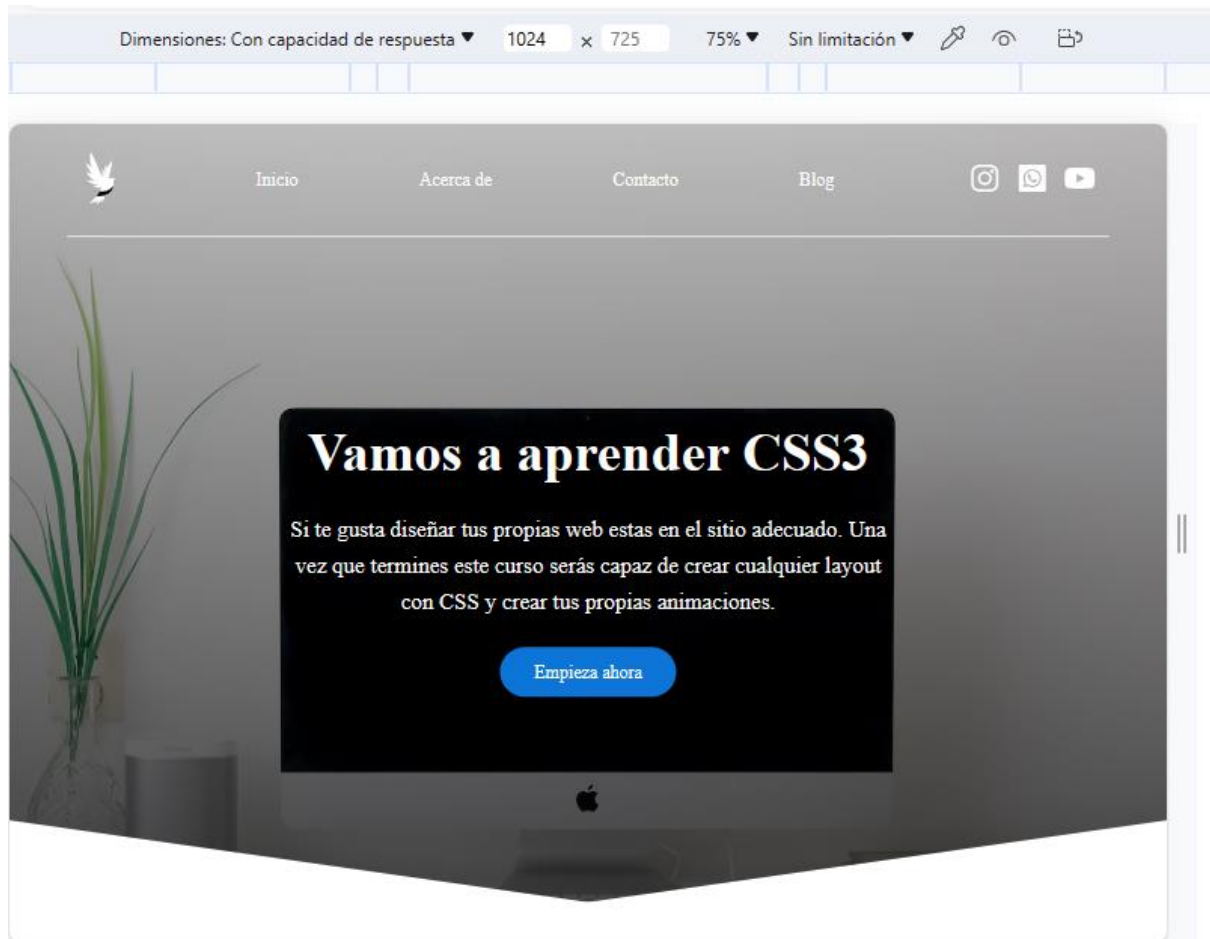 Dimensiones: Con capacidad de respuesta ▼ 1024 x 725 75% ▼ Sin limitación ▼
Inicio Acerca de Contacto Blog
Vamos a aprender CSS3
Si te gusta diseñar tus propias web estas en el sitio adecuado. Una
vez que termines este curso serás capaz de crear cualquier layout
con CSS y crear tus propias animaciones.
Empieza ahora